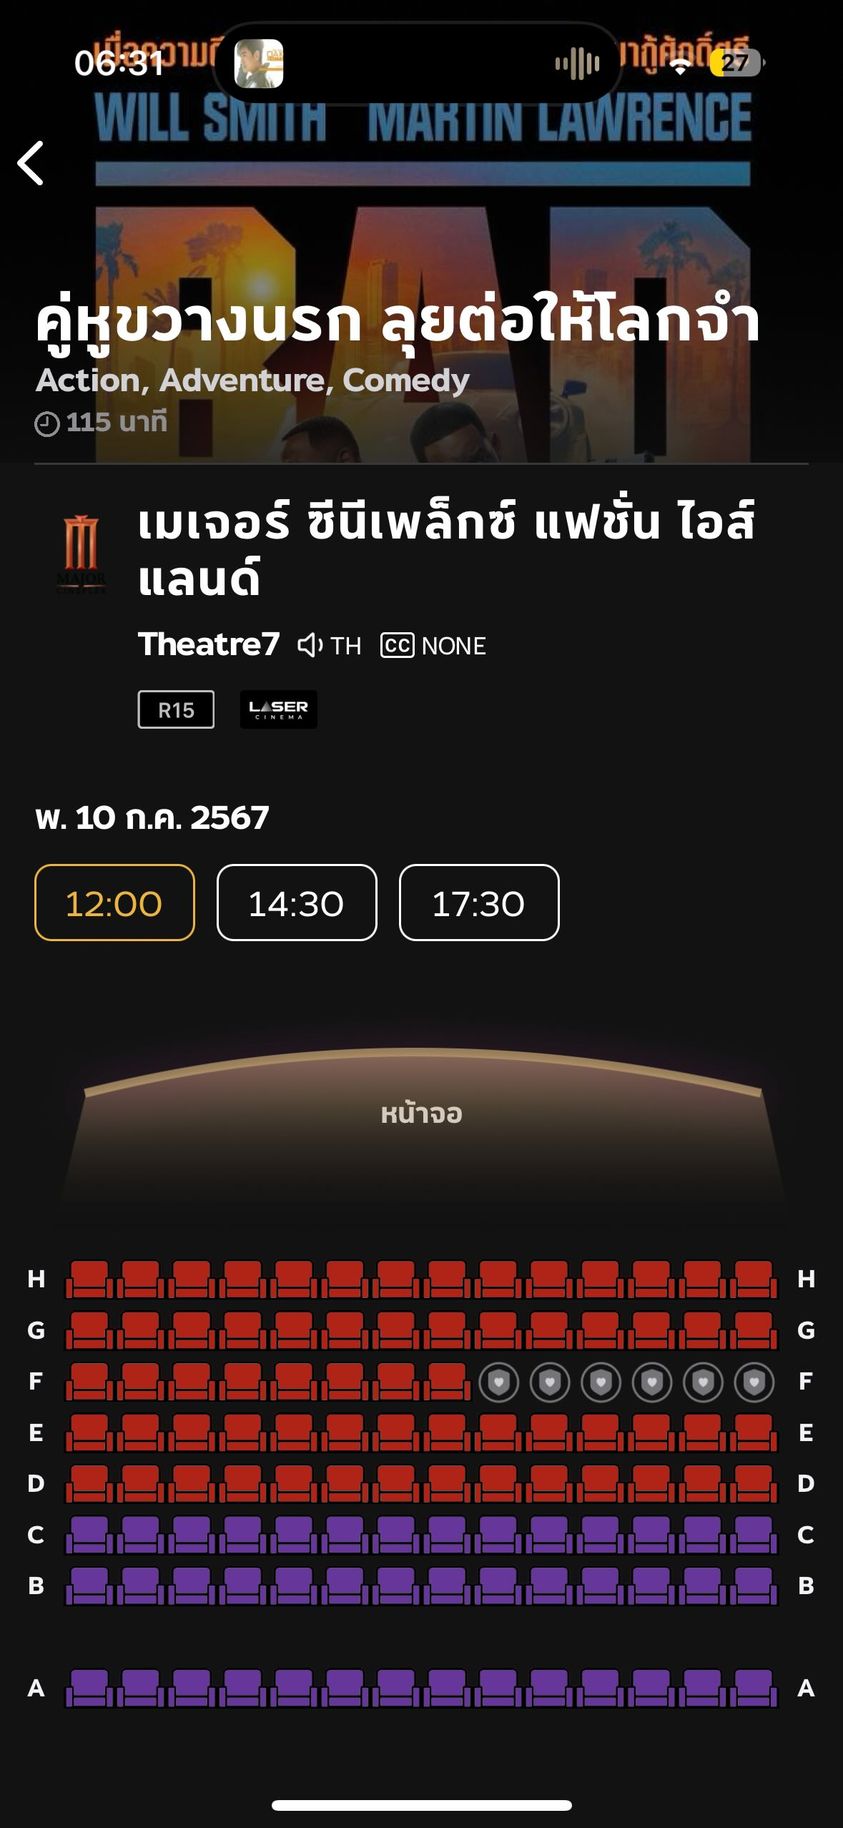 06:31
27
WILL SMITH MARTIN LAWRENCE
BAD
คู่หูขวางนรก ลุยต่อให้โลกจำ
Action, Adventure, Comedy
115 นาที
เมเจอร์ ซีนีเพล็กซ์ แฟชั่น ไอส์
แลนด์
MAJOR
CINEPLEX
Theatre7 TH CC NONE
R15 LASER
CINEMA
พ. 10 ก.ค. 2567
12:00 14:30 17:30
หน้าจอ
H H
G G
F F
E E
D D
C C
B B
A A